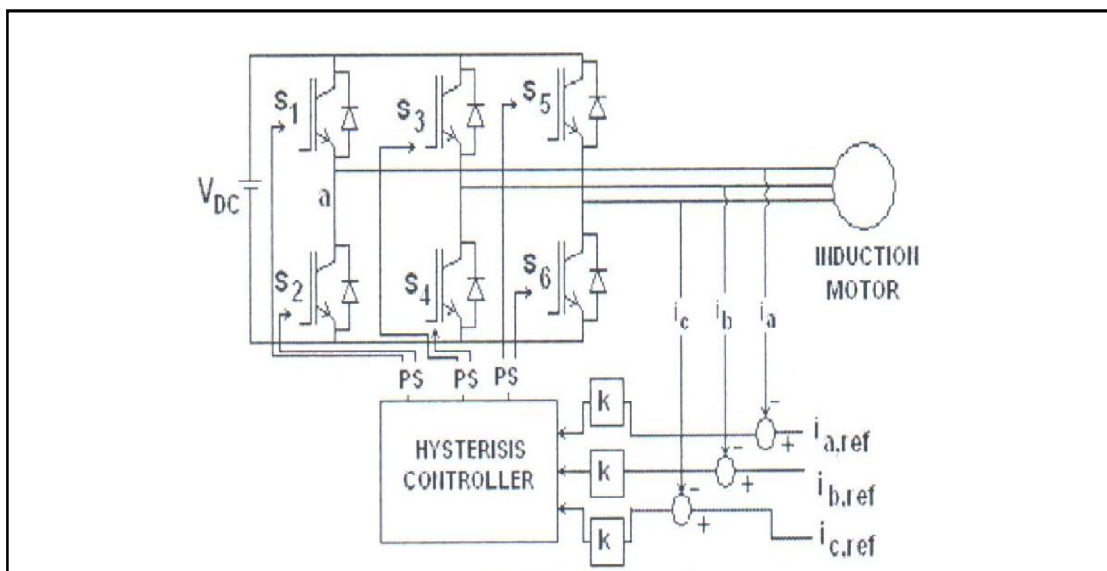 S1
S3
S5
VDC
a
S2
S4
S6
INDUCTION
MOTOR
ic
ib
ia
PS PS PS
HYSTERISIS
CONTROLLER
k
k
k
-
+
ia,ref
-
+
ib,ref
-
+
ic,ref